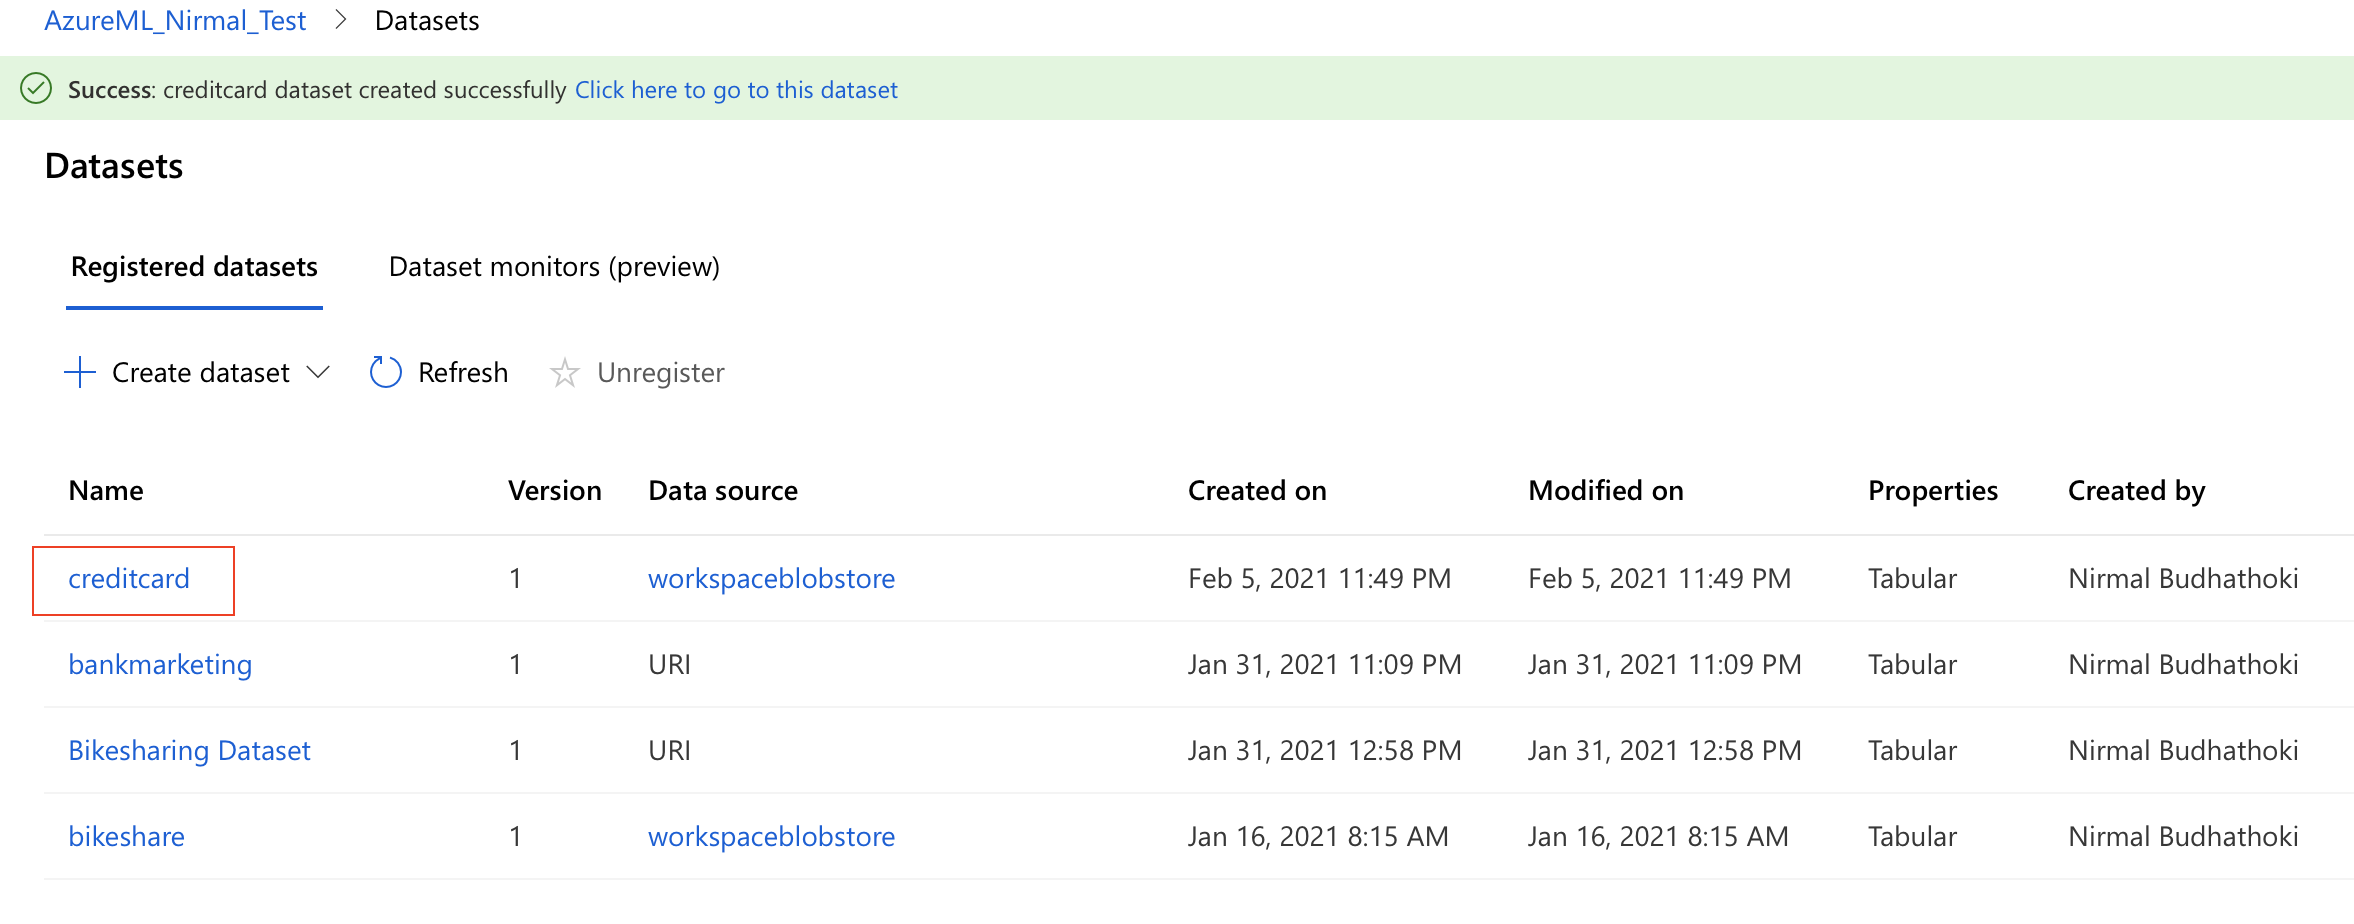 AzureML_Nirmal_Test > Datasets
Success: creditcard dataset created successfully Click here to go to this dataset
Datasets
Registered datasets Dataset monitors (preview)
Create dataset Refresh Unregister
Name Version Data source Created on Modified on Properties Created by
creditcard 1 workspaceblobstore Feb 5, 2021 11:49 PM Feb 5, 2021 11:49 PM Tabular Nirmal Budhathoki
bankmarketing 1 URI Jan 31, 2021 11:09 PM Jan 31, 2021 11:09 PM Tabular Nirmal Budhathoki
Bikesharing Dataset 1 URI Jan 31, 2021 12:58 PM Jan 31, 2021 12:58 PM Tabular Nirmal Budhathoki
bikeshare 1 workspaceblobstore Jan 16, 2021 8:15 AM Jan 16, 2021 8:15 AM Tabular Nirmal Budhathoki